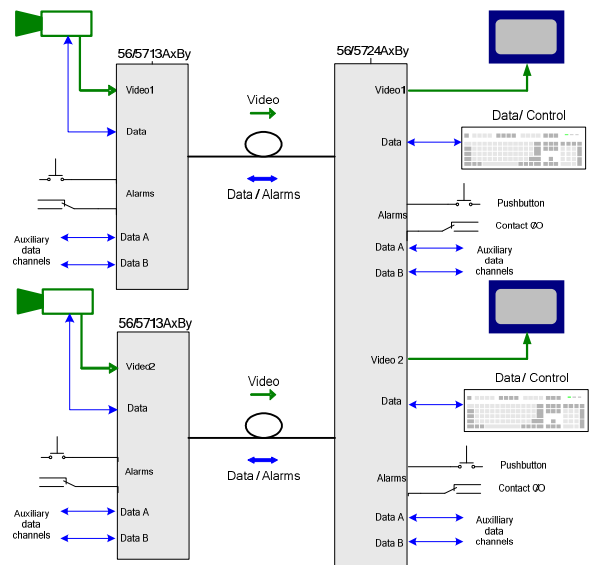 56/5713AxBy
56/5724AxBy
Video1
Video
Video1
Data/ Control
Data
Data
Data / Alarms
Alarms
Pushbutton
Alarms
Contact I/O
Auxiliary
data
channels
Data A
Data B
Data A
Data B
Auxilliary
data
channels
56/5713AxBy
Video2
Video
Video 2
Data/ Control
Data
Data
Data / Alarms
Alarms
Pushbutton
Alarms
Contact I/O
Auxiliary
data
channels
Data A
Data B
Data A
Data B
Auxilliary
data
channels